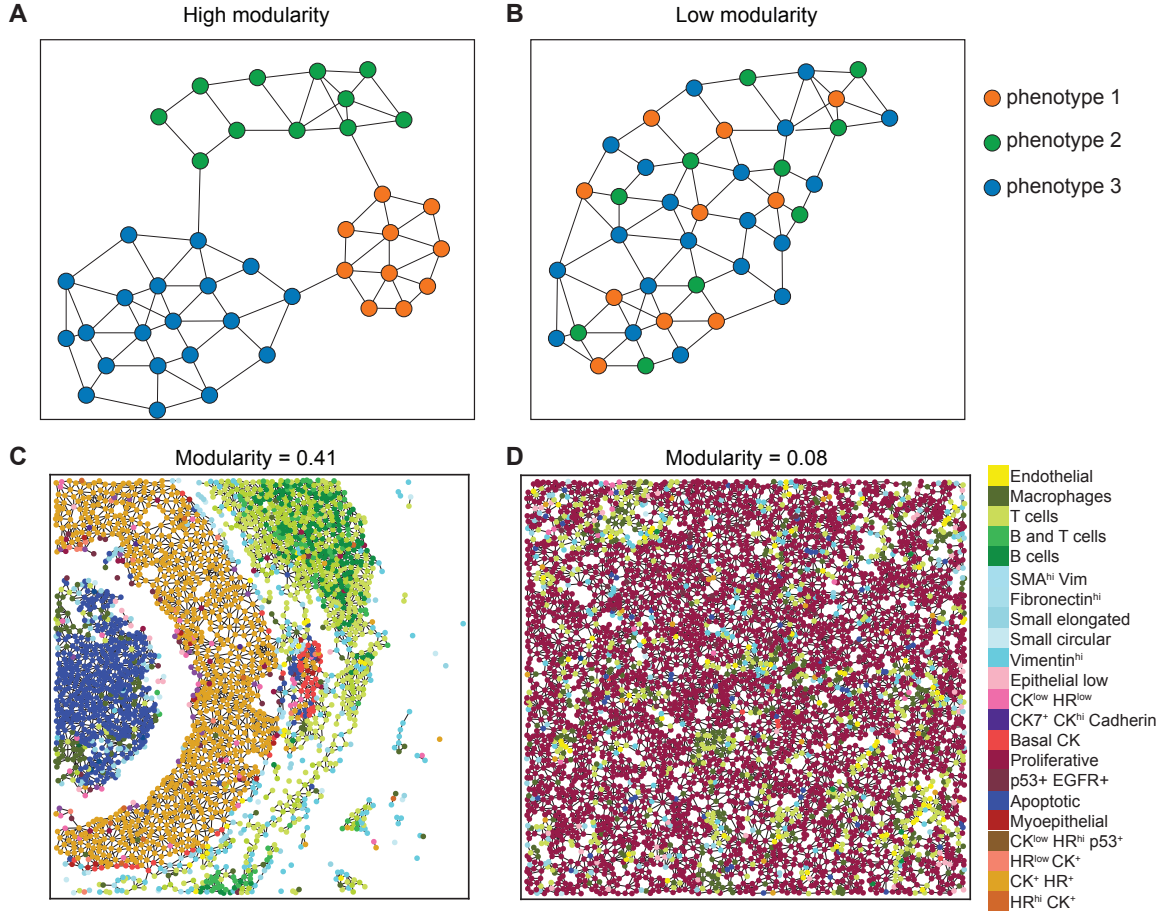 A
High modularity
B
Low modularity
phenotype 1
phenotype 2
phenotype 3
C
Modularity = 0.41
D
Modularity = 0.08
Endothelial
Macrophages
T cells
B and T cells
B cells
SMAʰⁱ Vim
Fibronectinʰⁱ
Small elongated
Small circular
Vimentinʰⁱ
Epithelial low
CKˡᵒʷ HRˡᵒʷ
CK7⁺ CKʰⁱ Cadherin
Basal CK
Proliferative
p53+ EGFR+
Apoptotic
Myoepithelial
CKˡᵒʷ HRʰⁱ p53⁺
HRˡᵒʷ CK⁺
CK⁺ HR⁺
HRʰⁱ CK⁺